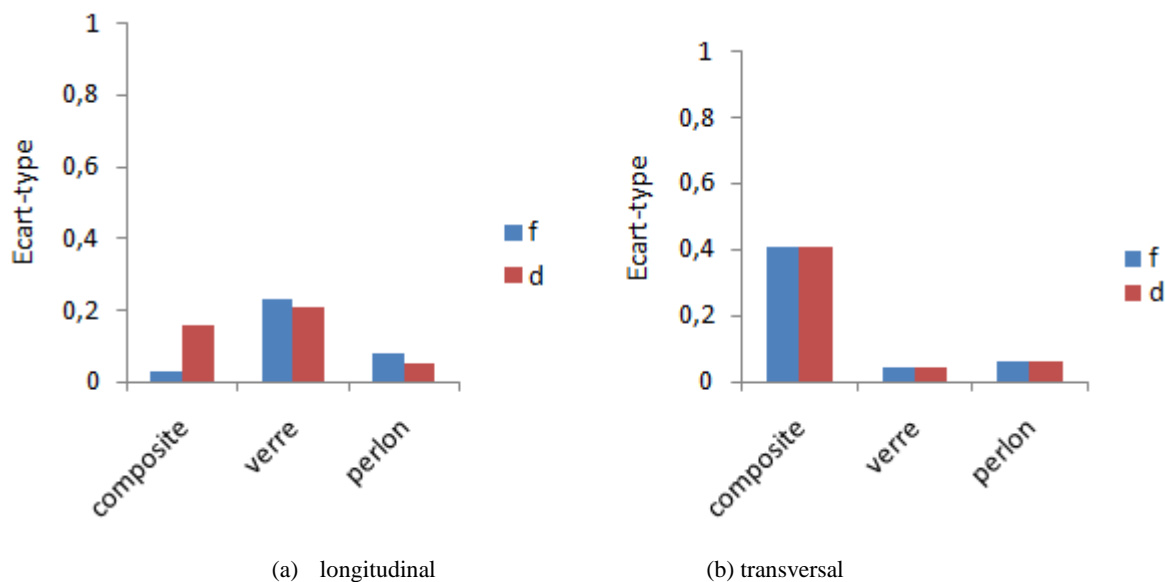 1
0,8
0,6
0,4
0,2
0
Ecart-type
composite
verre
perlon
f
d
(a) longitudinal
1
0,8
0,6
0,4
0,2
0
Ecart-type
composite
verre
perlon
f
d
(b) transversal